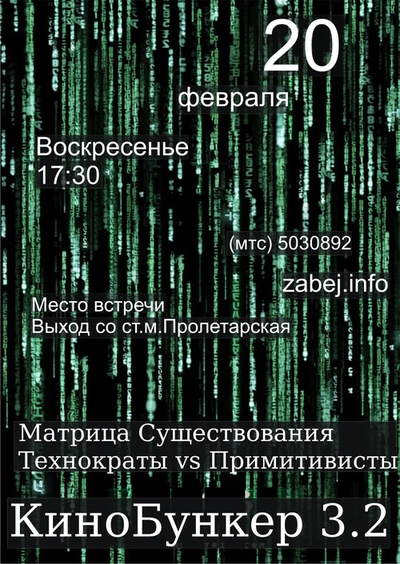 20
февраля
Воскресенье
17:30
(мтс) 5030892
zabej.info
Место встречи
Выход со ст.м.Пролетарская
Матрица Существования
Технократы vs Примитивисты
КиноБункер 3.2